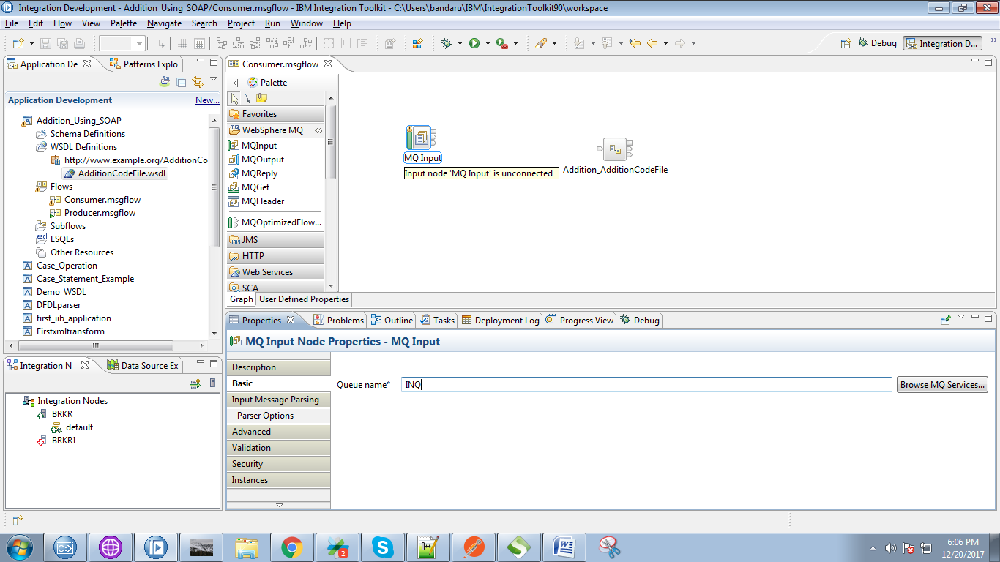 Integration Development - Addition_Using_SOAP/Consumer.msgflow - IBM Integration Toolkit - C:\Users\bandaru\IBM\IntegrationToolkit90\workspace
File Edit Flow View Palette Navigate Search Project Run Window Help
Debug Integration D...
Application De Patterns Explo
Application Development New...
Addition_Using_SOAP
Schema Definitions
WSDL Definitions
http://www.example.org/AdditionCo
AdditionCodeFile.wsdl
Flows
Consumer.msgflow
Producer.msgflow
Subflows
esql ESQLs
Other Resources
Case_Operation
Case_Statement_Example
Demo_WSDL
DFDLparser
first_iib_application
Firstxmltransform
Integration N Data Source Ex
Integration Nodes
BRKR
default
BRKR1
Consumer.msgflow
Palette
Favorites
WebSphere MQ
MQInput
MQOutput
MQReply
MQGet
MQHeader
MQOptimizedFlow...
JMS
HTTP
Web Services
SCA
MQ Input
Input node 'MQ Input' is unconnected
Addition_AdditionCodeFile
Graph User Defined Properties
Properties Problems Outline Tasks Deployment Log Progress View Debug
MQ Input Node Properties - MQ Input
Description
Basic
Input Message Parsing
Parser Options
Advanced
Validation
Security
Instances
Queue name* INQ Browse MQ Services...
2
6:06 PM
12/20/2017